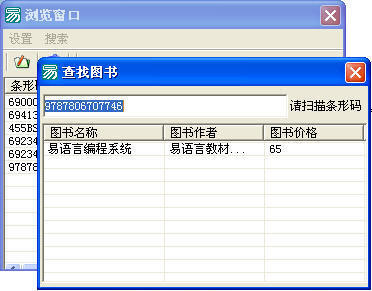 浏览窗口
设置 搜索
条形
69000
69413
455BS
69234
69234
97878
查找图书
9787806707746 请扫描条形码
图书名称 图书作者 图书价格
易语言编程系统 易语言教材... 65